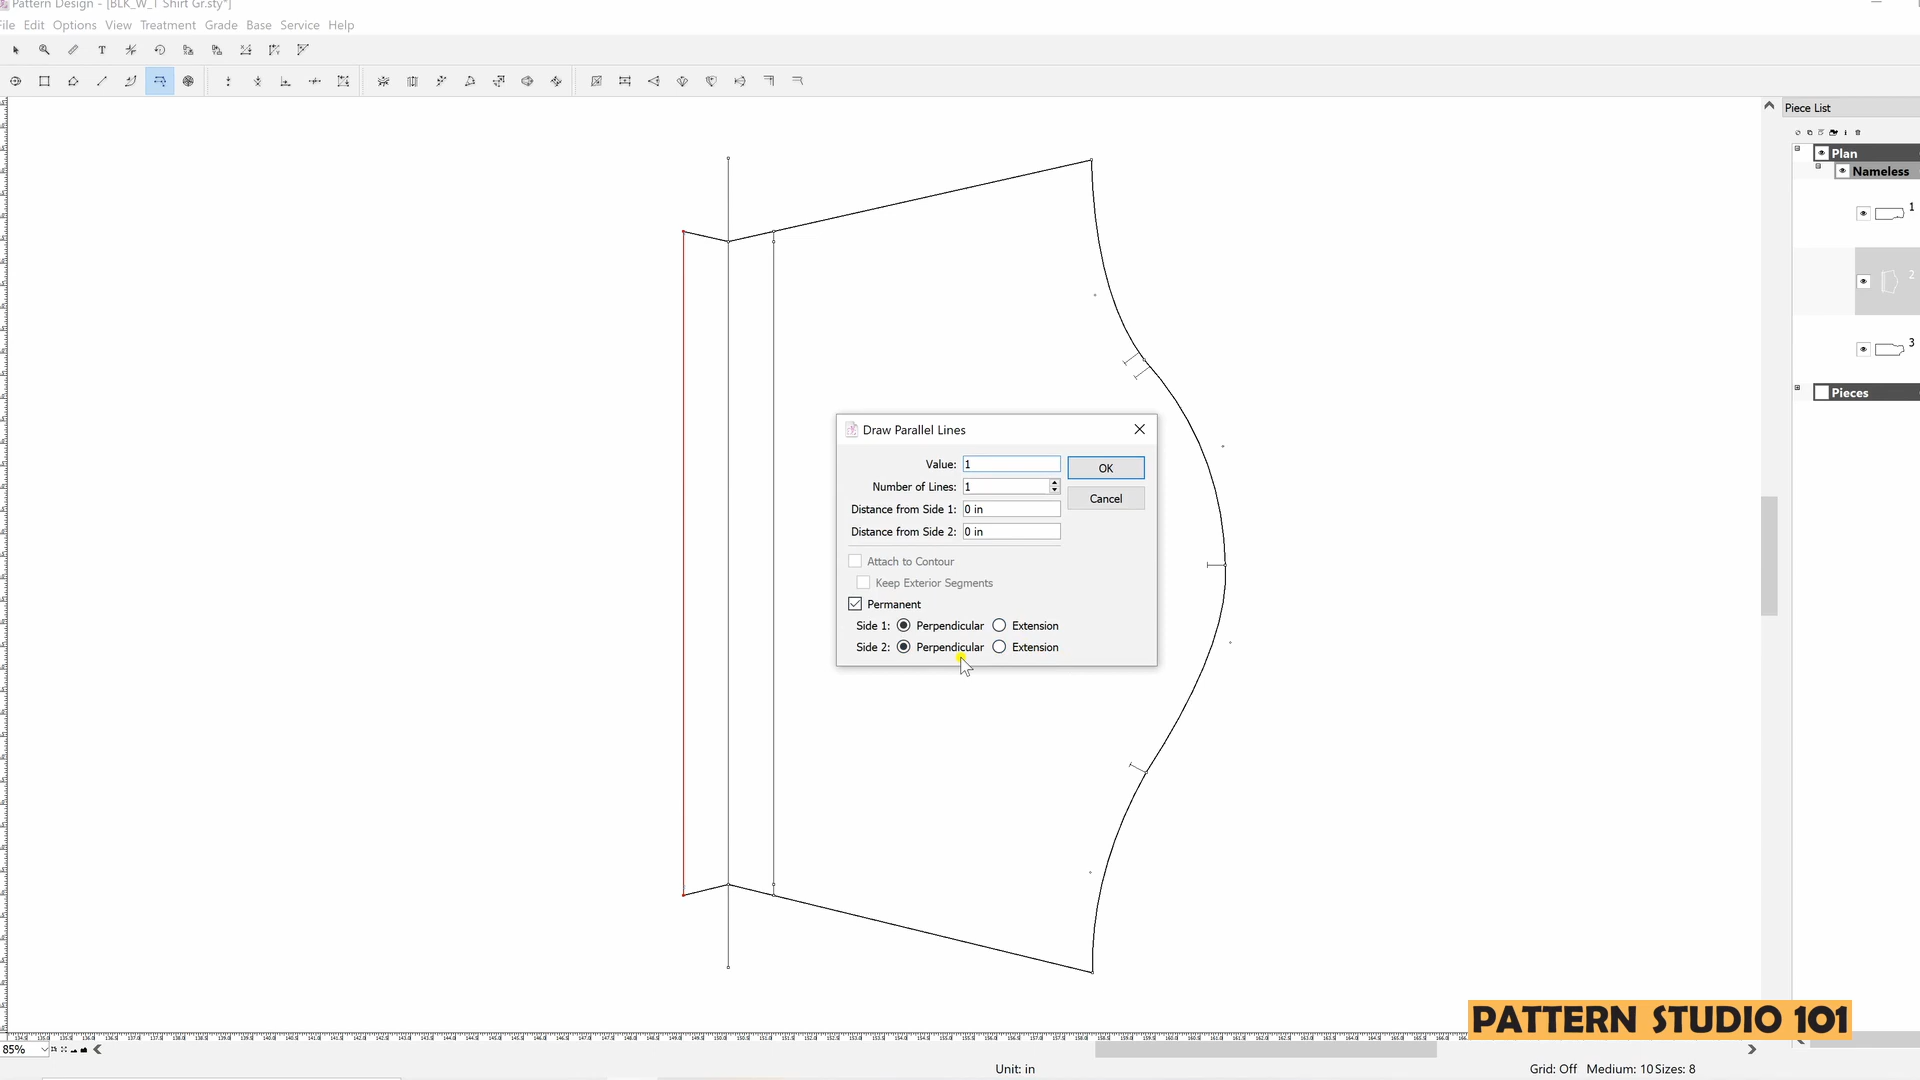 Pattern Design - [BLK_W_T Shirt Gr.sty*]
File Edit Options View Treatment Grade Base Service Help
Piece List
Plan
Nameless
1
2
3
Pieces
Draw Parallel Lines
Value: 1
OK
Number of Lines: 1
Cancel
Distance from Side 1: 0 in
Distance from Side 2: 0 in
Attach to Contour
Keep Exterior Segments
Permanent
Side 1: Perpendicular Extension
Side 2: Perpendicular Extension
PATTERN STUDIO 101
85%
Unit: in
Grid: Off Medium: 10 Sizes: 8